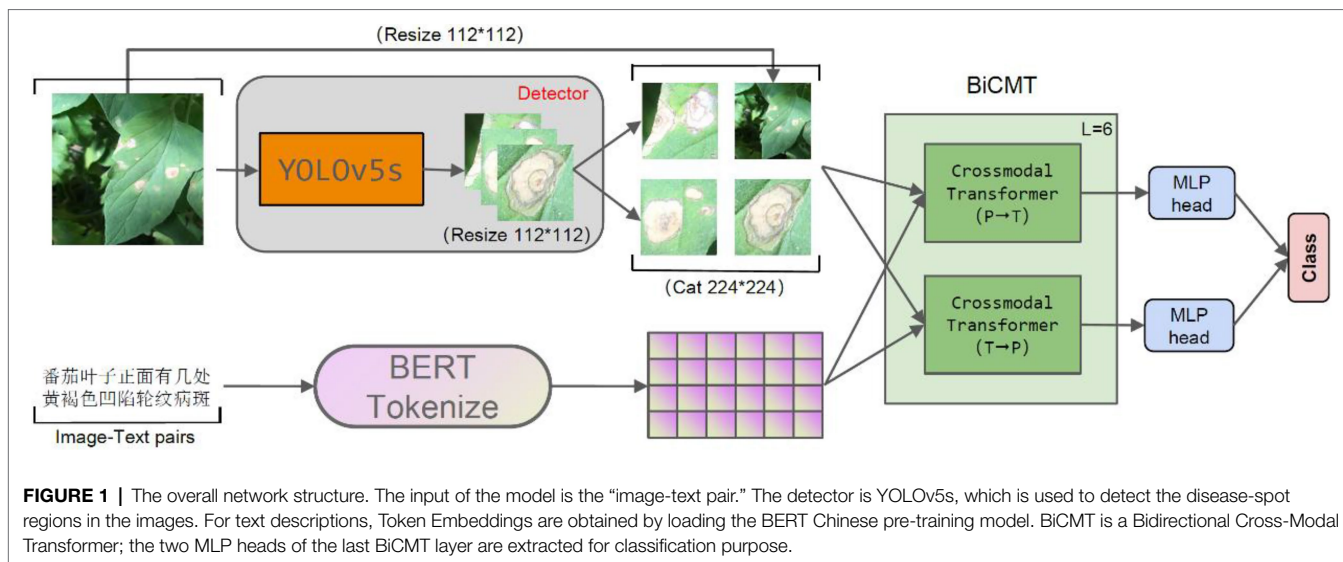 (Resize 112*112)
Detector
YOLOv5s
(Resize 112*112)
(Cat 224*224)
BiCMT
L=6
Crossmodal
Transformer
(P→T)
Crossmodal
Transformer
(T→P)
MLP
head
MLP
head
Class
番茄叶子正面有几处
黄褐色凹陷轮纹病斑
Image-Text pairs
BERT
Tokenize
FIGURE 1 | The overall network structure. The input of the model is the “image-text pair.” The detector is YOLOv5s, which is used to detect the disease-spot
regions in the images. For text descriptions, Token Embeddings are obtained by loading the BERT Chinese pre-training model. BiCMT is a Bidirectional Cross-Modal
Transformer; the two MLP heads of the last BiCMT layer are extracted for classification purpose.